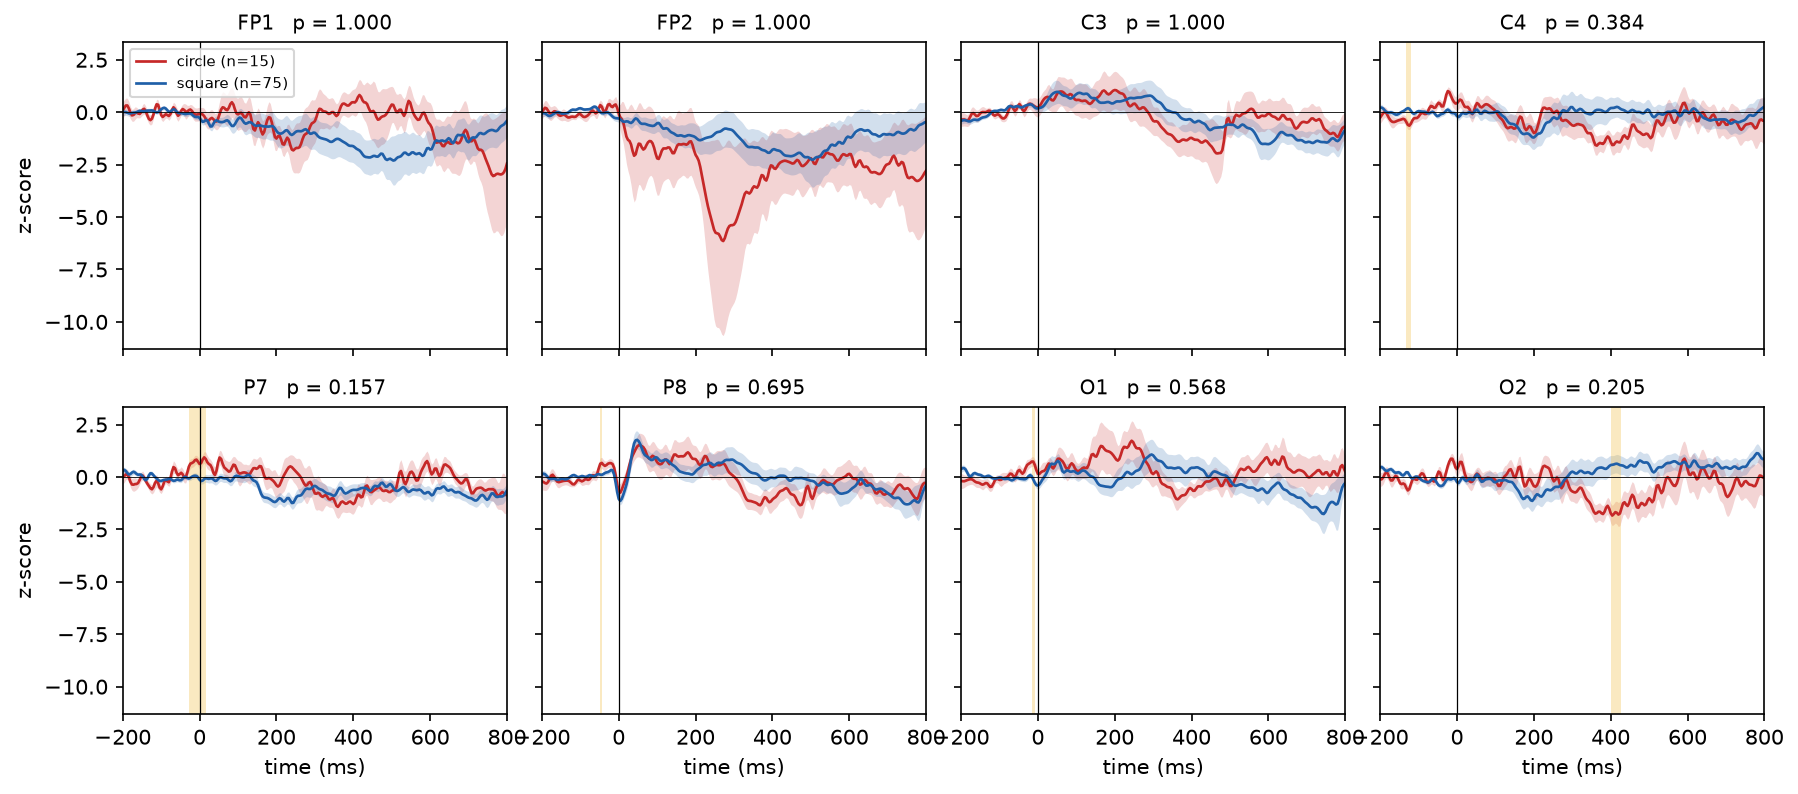 FP1 p = 1.000
FP2 p = 1.000
C3 p = 1.000
C4 p = 0.384
circle (n=15)
square (n=75)
z-score
2.5
0.0
−2.5
−5.0
−7.5
−10.0
P7 p = 0.157
P8 p = 0.695
O1 p = 0.568
O2 p = 0.205
z-score
2.5
0.0
−2.5
−5.0
−7.5
−10.0
−200 0 200 400 600 800
−200 0 200 400 600 800
−200 0 200 400 600 800
−200 0 200 400 600 800
time (ms)
time (ms)
time (ms)
time (ms)